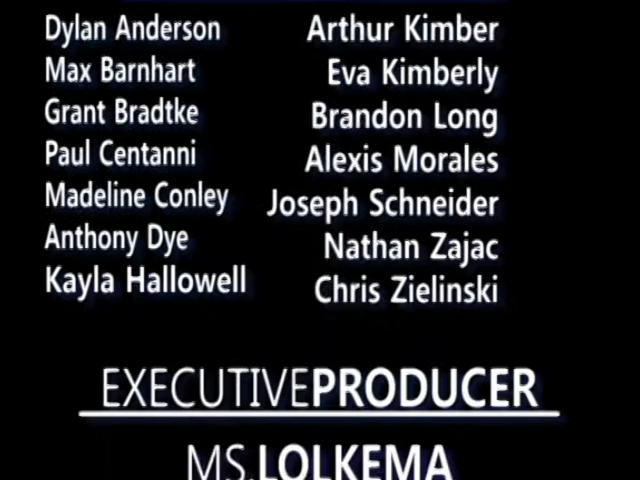 Dylan Anderson
Max Barnhart
Grant Bradtke
Paul Centanni
Madeline Conley
Anthony Dye
Kayla Hallowell
Arthur Kimber
Eva Kimberly
Brandon Long
Alexis Morales
Joseph Schneider
Nathan Zajac
Chris Zielinski
EXECUTIVEPRODUCER
MS.LOLKEMA